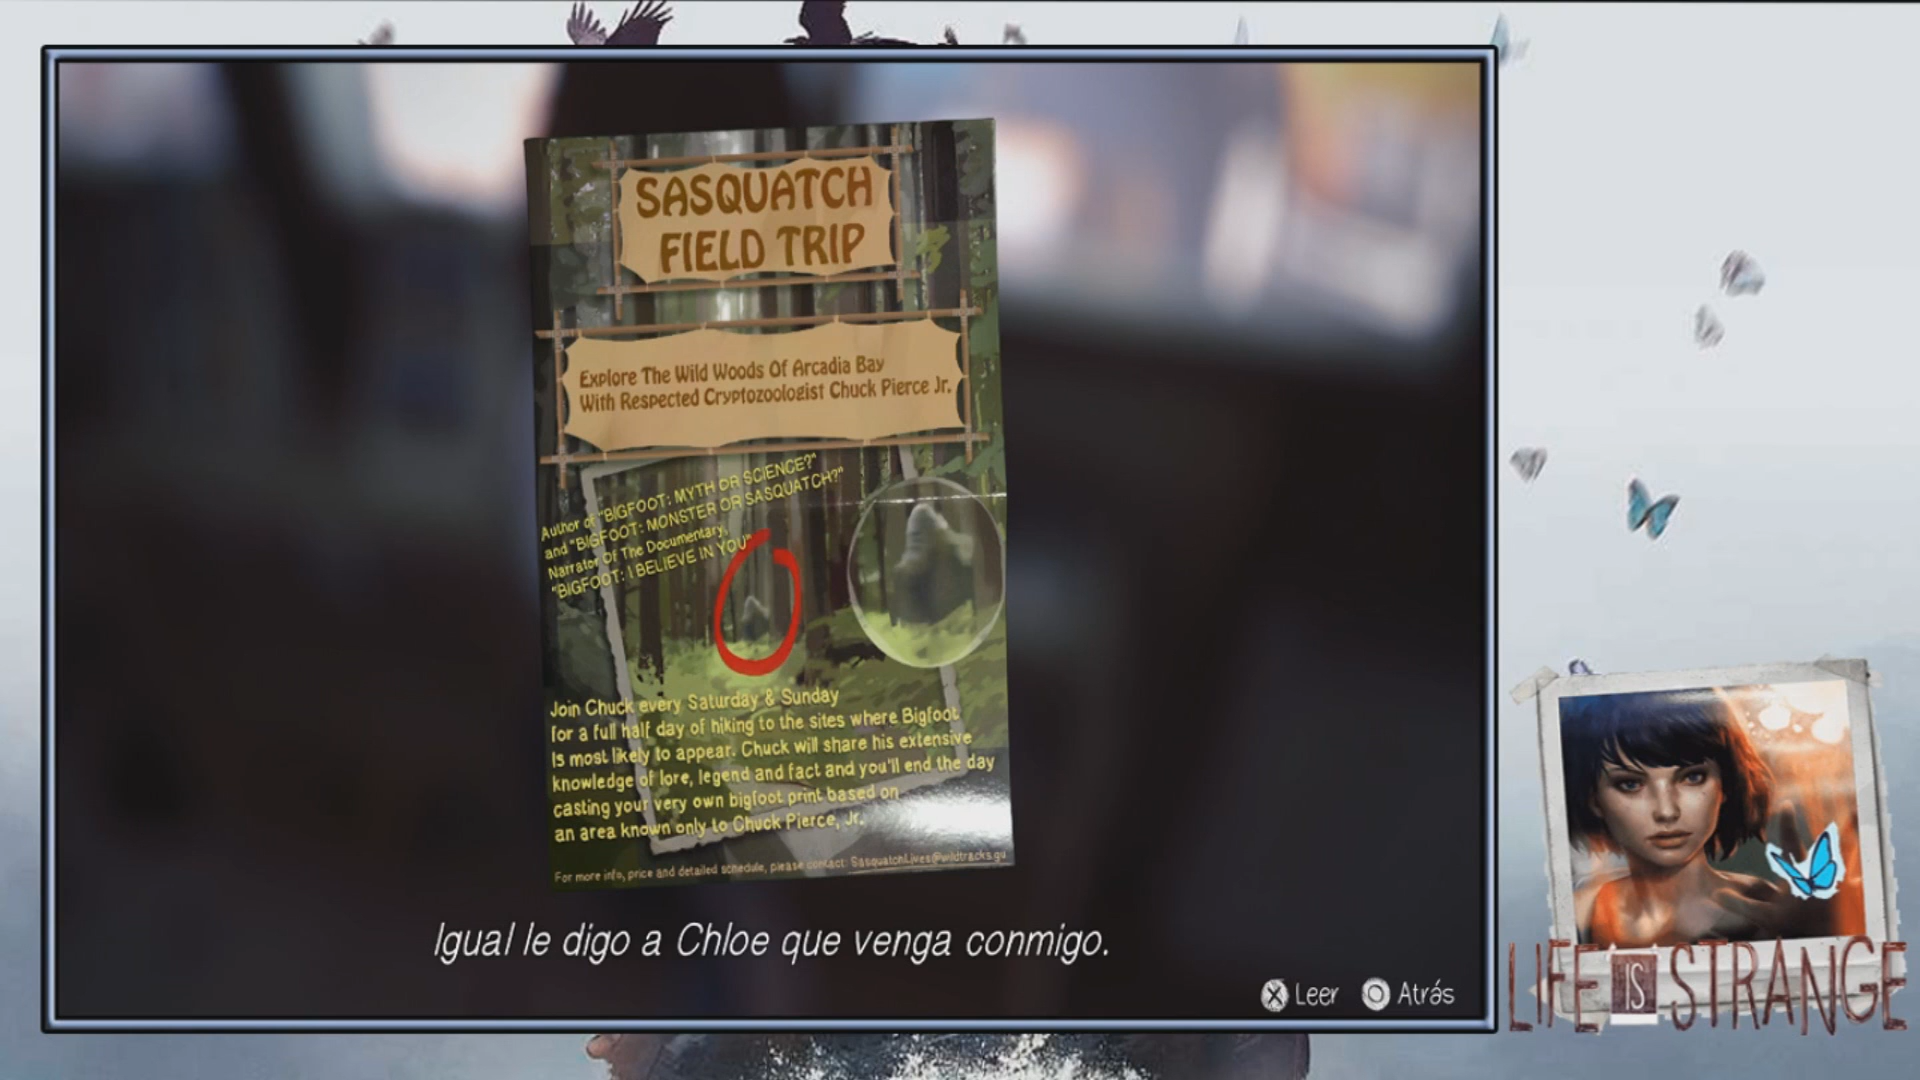 SASQUATCH
FIELD TRIP
Explore The Wild Woods Of Arcadia Bay
With Respected Cryptozoologist Chuck Pierce Jr.
Author of "BIGFOOT: MYTH OR SCIENCE?"
and "BIGFOOT: MONSTER OR SASQUATCH?"
Narrator Of The Documentary,
"BIGFOOT: I BELIEVE IN YOU"
Join Chuck every Saturday & Sunday
for a full half day of hiking to the sites where Bigfoot
Is most likely to appear. Chuck will share his extensive
knowledge of lore, legend and fact and you'll end the day
casting your very own bigfoot print based on
an area known only to Chuck Pierce, Jr.
For more info, price and detailed schedule, please contact: SasquatchLives@wildtracks.gu
Igual le digo a Chloe que venga conmigo.
X Leer O Atrás
LIFE IS STRANGE